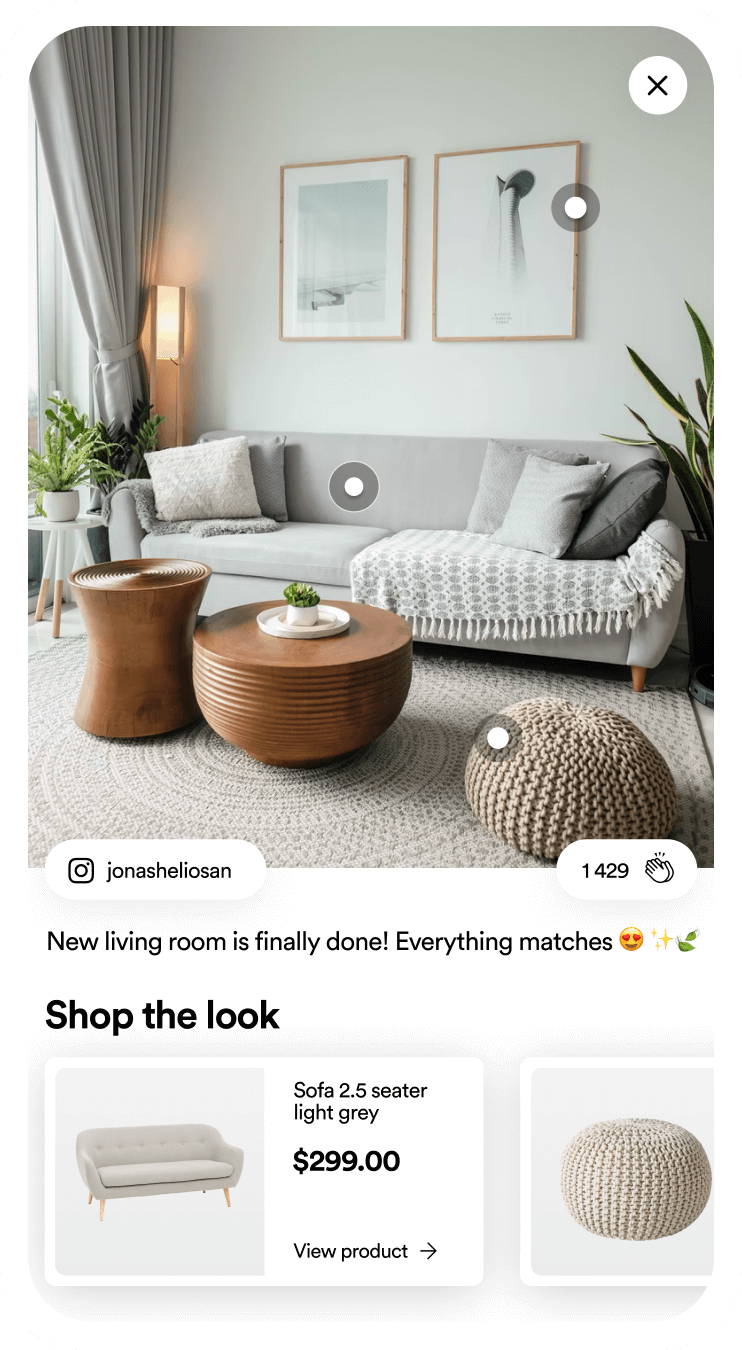 jonasheliosan
1 429
New living room is finally done! Everything matches 😍 ✨🌿
Shop the look
Sofa 2.5 seater
light grey
$299.00
View product →